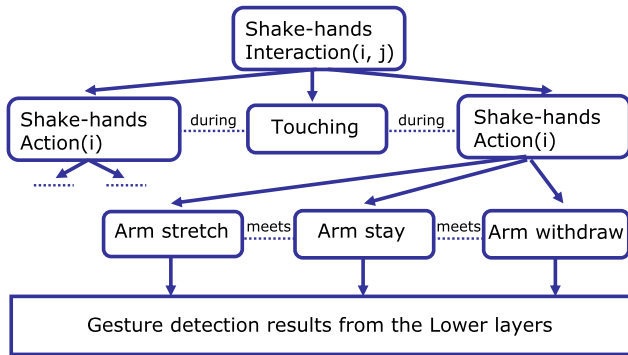 Shake-hands
Interaction(i, j)
Shake-hands
Action(i)
during
Touching
during
Shake-hands
Action(i)
Arm stretch
meets
Arm stay
meets
Arm withdraw
Gesture detection results from the Lower layers